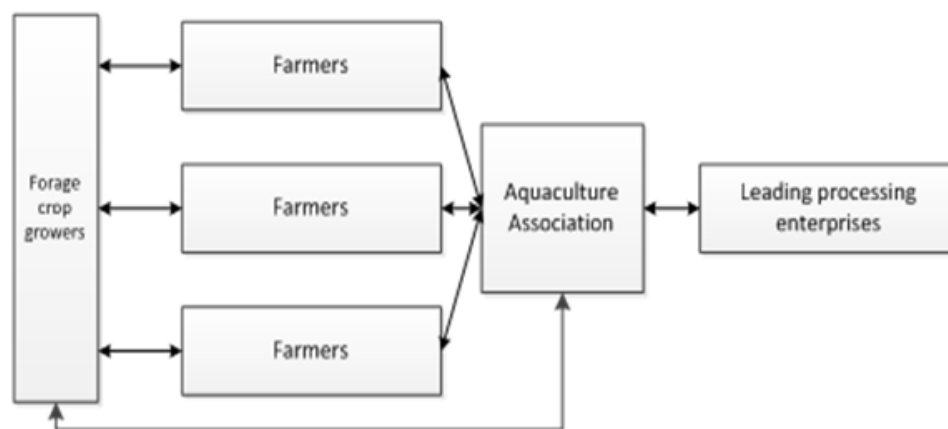 Farmers
Forage
crop
growers
Farmers
Aquaculture
Association
Leading processing
enterprises
Farmers